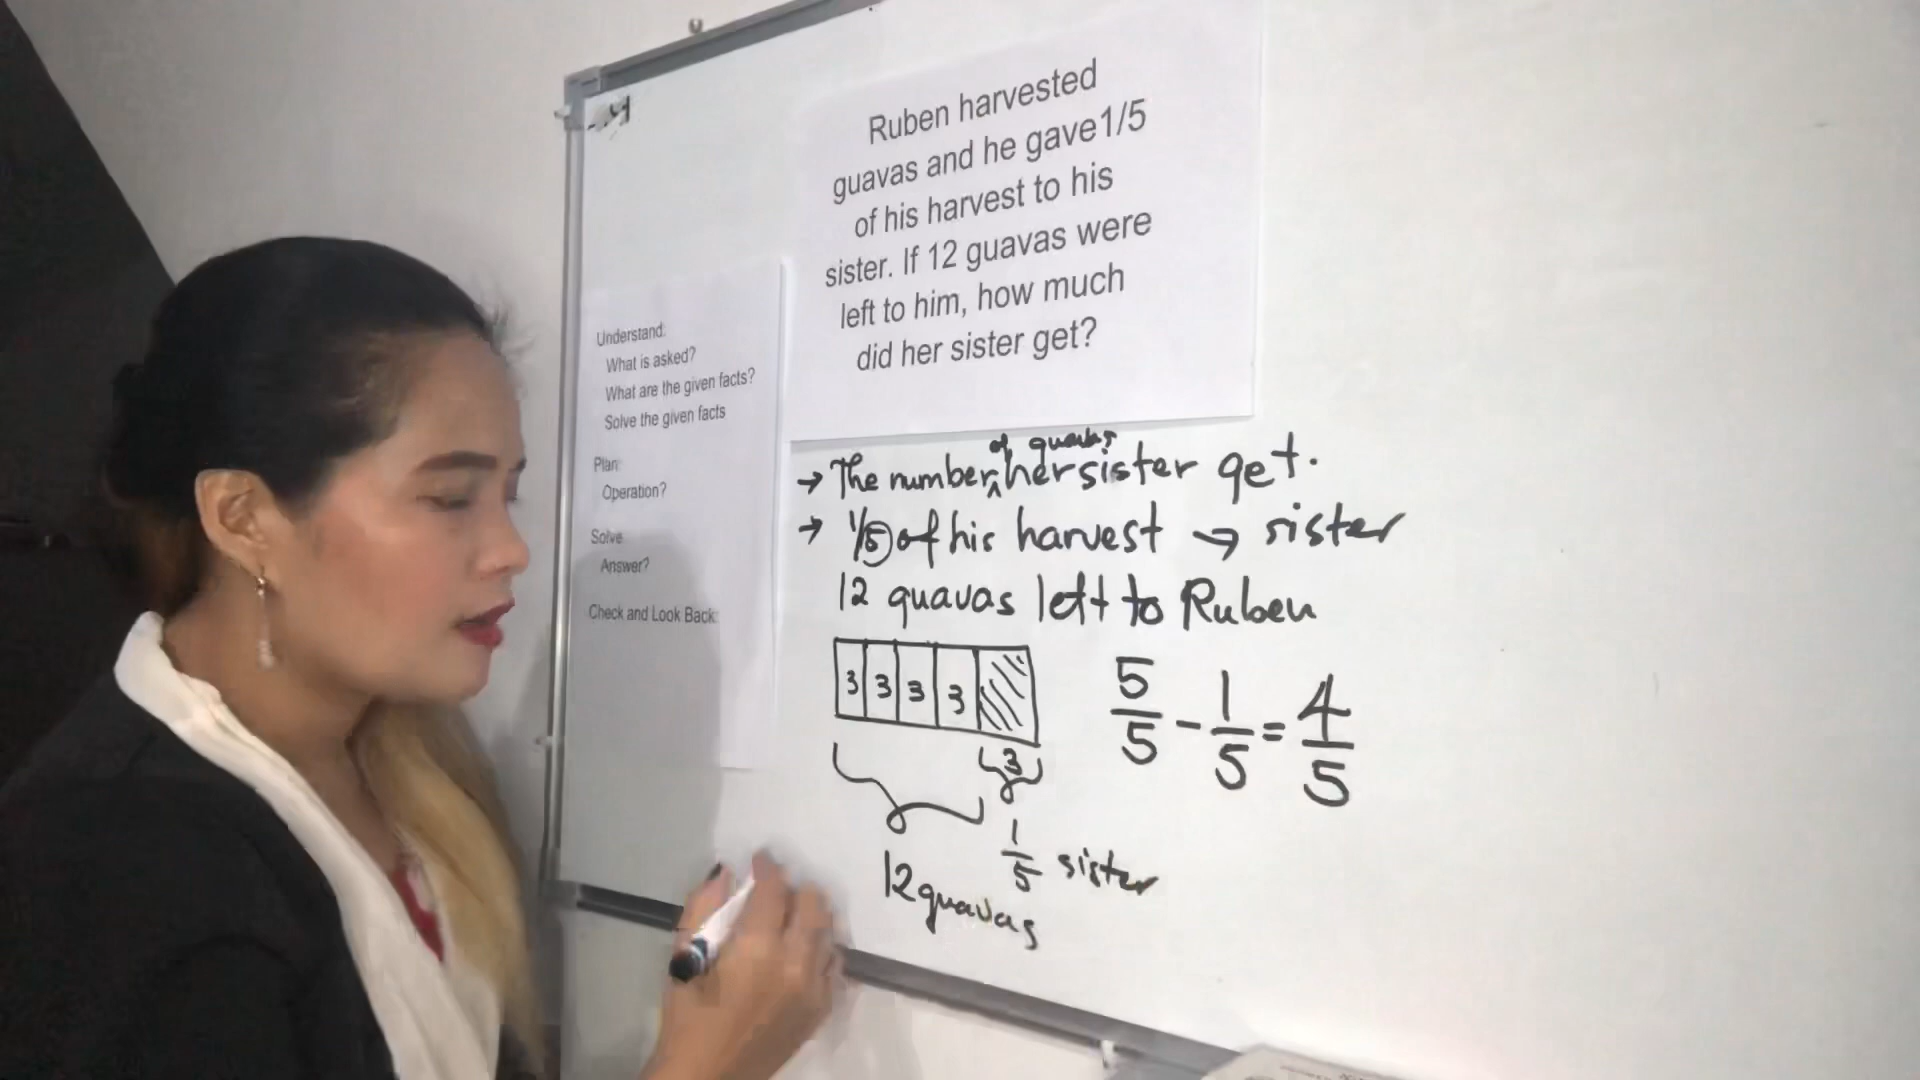 Ruben harvested
guavas and he gave1/5
of his harvest to his
sister. If 12 guavas were
left to him, how much
did her sister get?
Understand:
What is asked?
What are the given facts?
Solve the given facts
Plan:
Operation?
Solve
Answer?
Check and Look Back:
of guavas
→ The number ^ her sister get.
→ 1/5 of his harvest → sister
12 guavas left to Ruben
3 3 3 3
5/5 - 1/5 = 4/5
3
1/5 sister
12 guavas